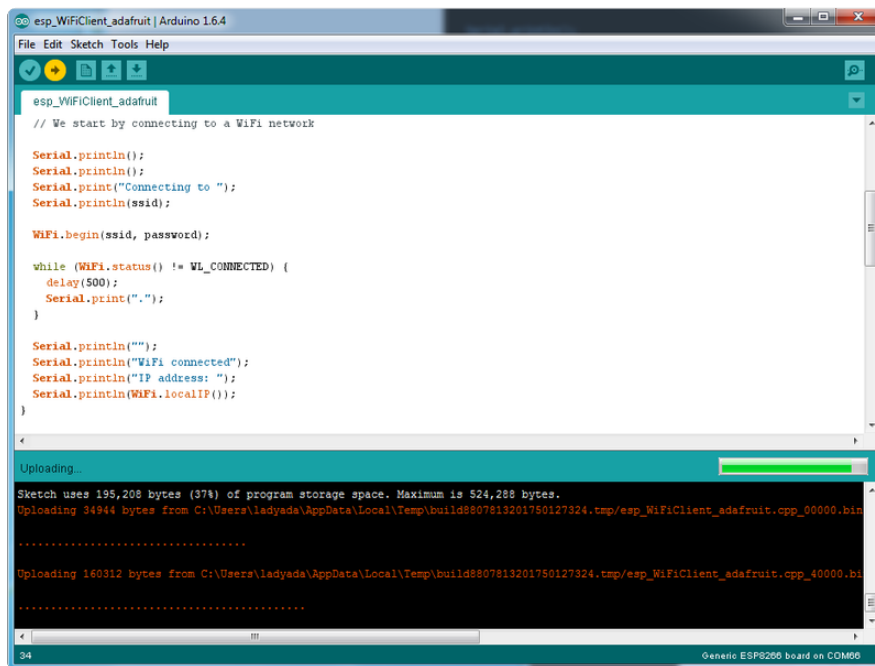 esp_WiFiClient_adafruit | Arduino 1.6.4
File Edit Sketch Tools Help
esp_WiFiClient_adafruit
// We start by connecting to a WiFi network
Serial.println();
Serial.println();
Serial.print("Connecting to ");
Serial.println(ssid);
WiFi.begin(ssid, password);
while (WiFi.status() != WL_CONNECTED) {
delay(500);
Serial.print(".");
}
Serial.println("");
Serial.println("WiFi connected");
Serial.println("IP address: ");
Serial.println(WiFi.localIP());
}
Uploading...
Sketch uses 195,208 bytes (37%) of program storage space. Maximum is 524,288 bytes.
Uploading 34944 bytes from C:\Users\ladyada\AppData\Local\Temp\build8807813201750127324.tmp/esp_WiFiClient_adafruit.cpp_00000.bin
...................................
Uploading 160312 bytes from C:\Users\ladyada\AppData\Local\Temp\build8807813201750127324.tmp/esp_WiFiClient_adafruit.cpp_40000.bi
............................................
34
Generic ESP8266 board on COM66